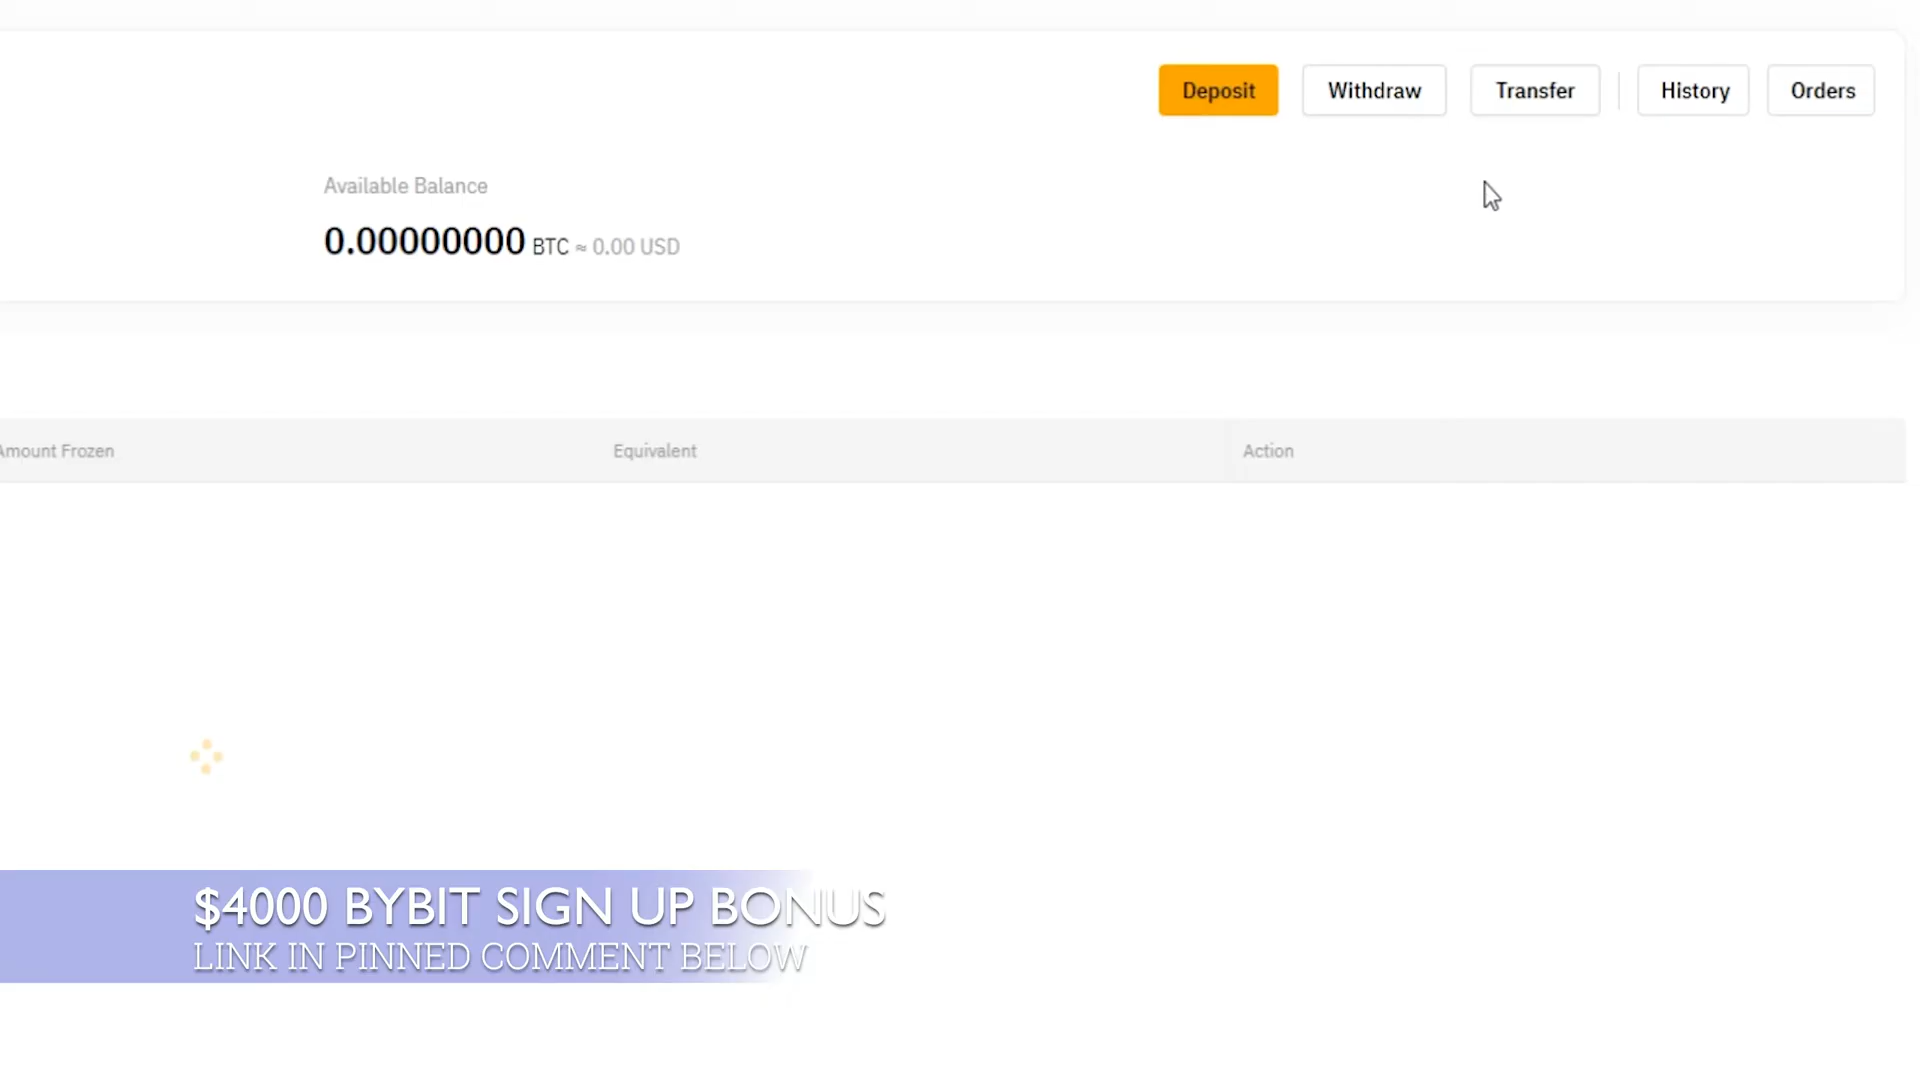 Deposit Withdraw Transfer History Orders
Available Balance
0.00000000 BTC ≈ 0.00 USD
Amount Frozen Equivalent Action
$4000 BYBIT SIGN UP BONUS
LINK IN PINNED COMMENT BELOW